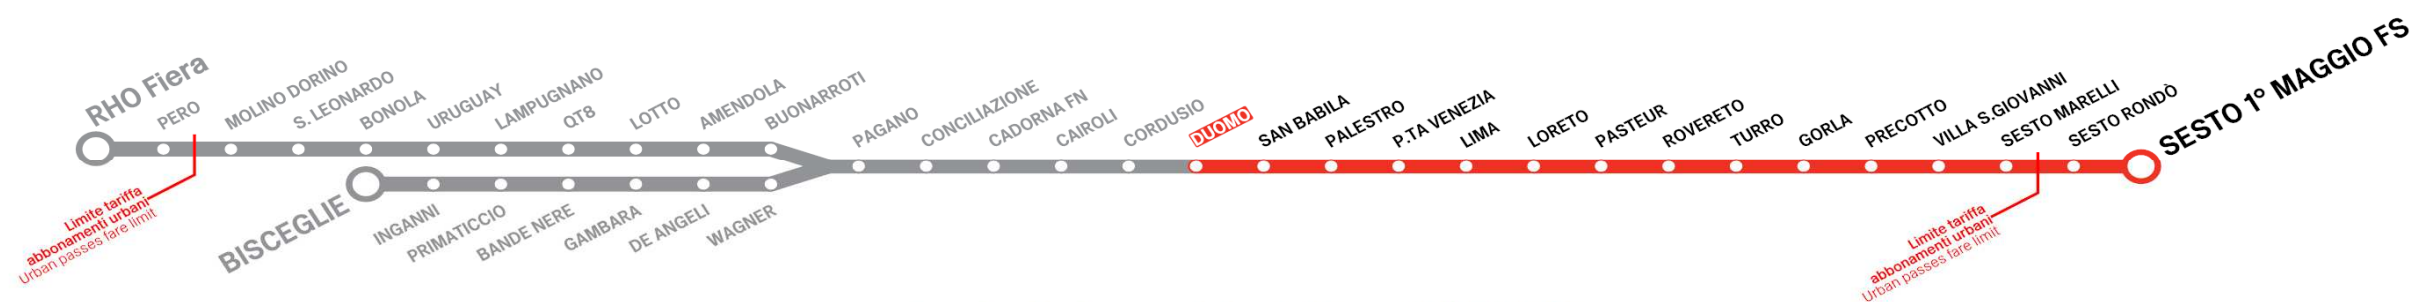 RHO Fiera
PERO
MOLINO DORINO
S. LEONARDO
BONOLA
URUGUAY
LAMPUGNANO
QT8
LOTTO
AMENDOLA
BUONARROTI
PAGANO
CONCILIAZIONE
CADORNA FN
CAIROLI
CORDUSIO
DUOMO
SAN BABILA
PALESTRO
P.TA VENEZIA
LIMA
LORETO
PASTEUR
ROVERETO
TURRO
GORLA
PRECOTTO
VILLA S.GIOVANNI
SESTO MARELLI
SESTO RONDÒ
SESTO 1° MAGGIO FS
Limite tariffa
abbonamenti urbani
Urban passes fare limit
BISCEGLIE
INGANNI
PRIMATICCIO
BANDE NERE
GAMBARA
DE ANGELI
WAGNER
Limite tariffa
abbonamenti urbani
Urban passes fare limit